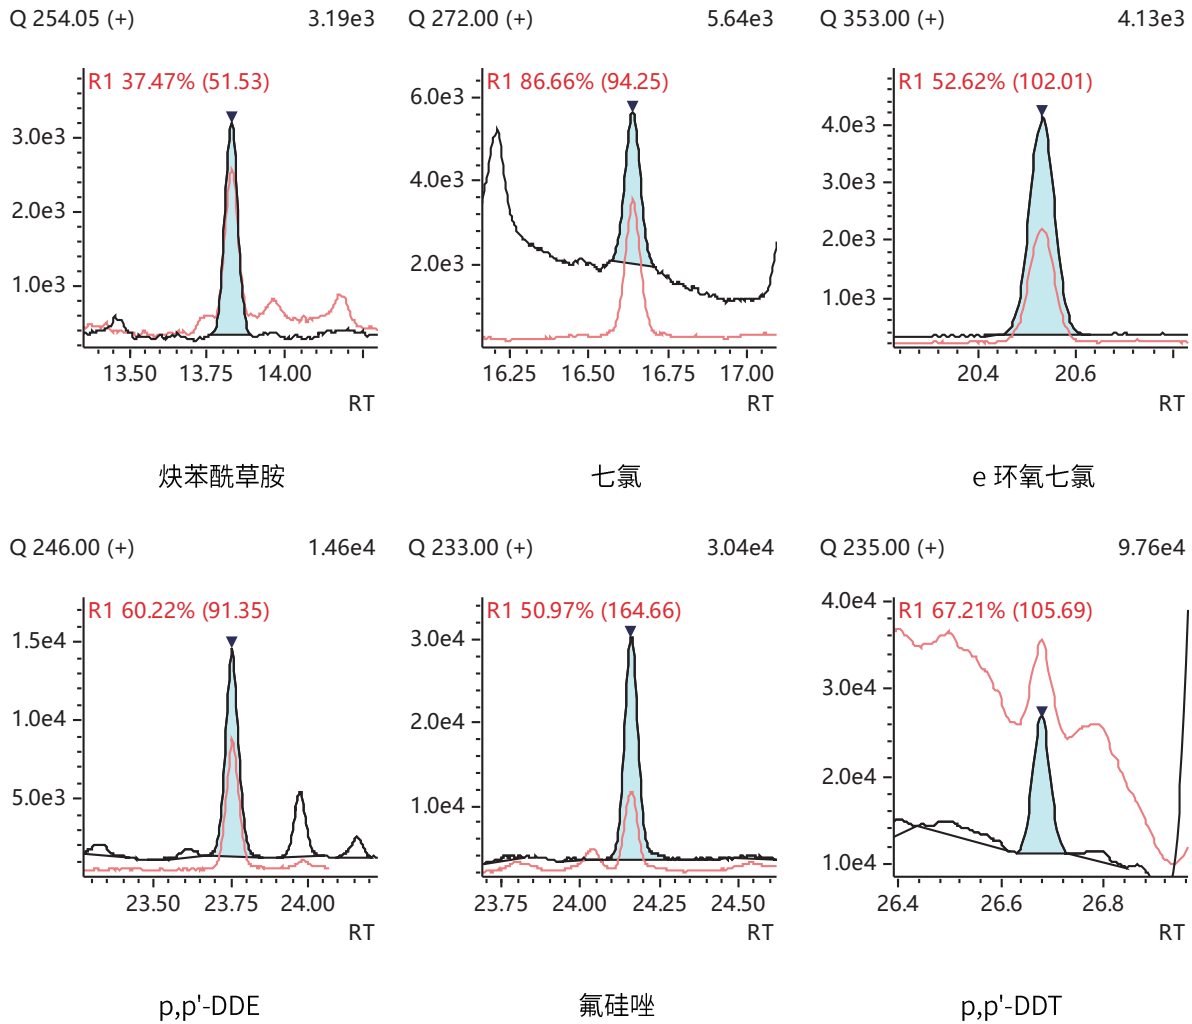 Q 254.05 (+) 3.19e3
R1 37.47% (51.53)
3.0e3
2.0e3
1.0e3
13.50 13.75 14.00
RT
炔苯酰草胺
Q 272.00 (+) 5.64e3
R1 86.66% (94.25)
6.0e3
4.0e3
2.0e3
16.25 16.50 16.75 17.00
RT
七氯
Q 353.00 (+) 4.13e3
R1 52.62% (102.01)
4.0e3
3.0e3
2.0e3
1.0e3
20.4 20.6
RT
e 环氧七氯
Q 246.00 (+) 1.46e4
R1 60.22% (91.35)
1.5e4
1.0e4
5.0e3
23.50 23.75 24.00
RT
p,p'-DDE
Q 233.00 (+) 3.04e4
R1 50.97% (164.66)
3.0e4
2.0e4
1.0e4
23.75 24.00 24.25 24.50
RT
氟硅唑
Q 235.00 (+) 9.76e4
R1 67.21% (105.69)
4.0e4
3.0e4
2.0e4
1.0e4
26.4 26.6 26.8
RT
p,p'-DDT